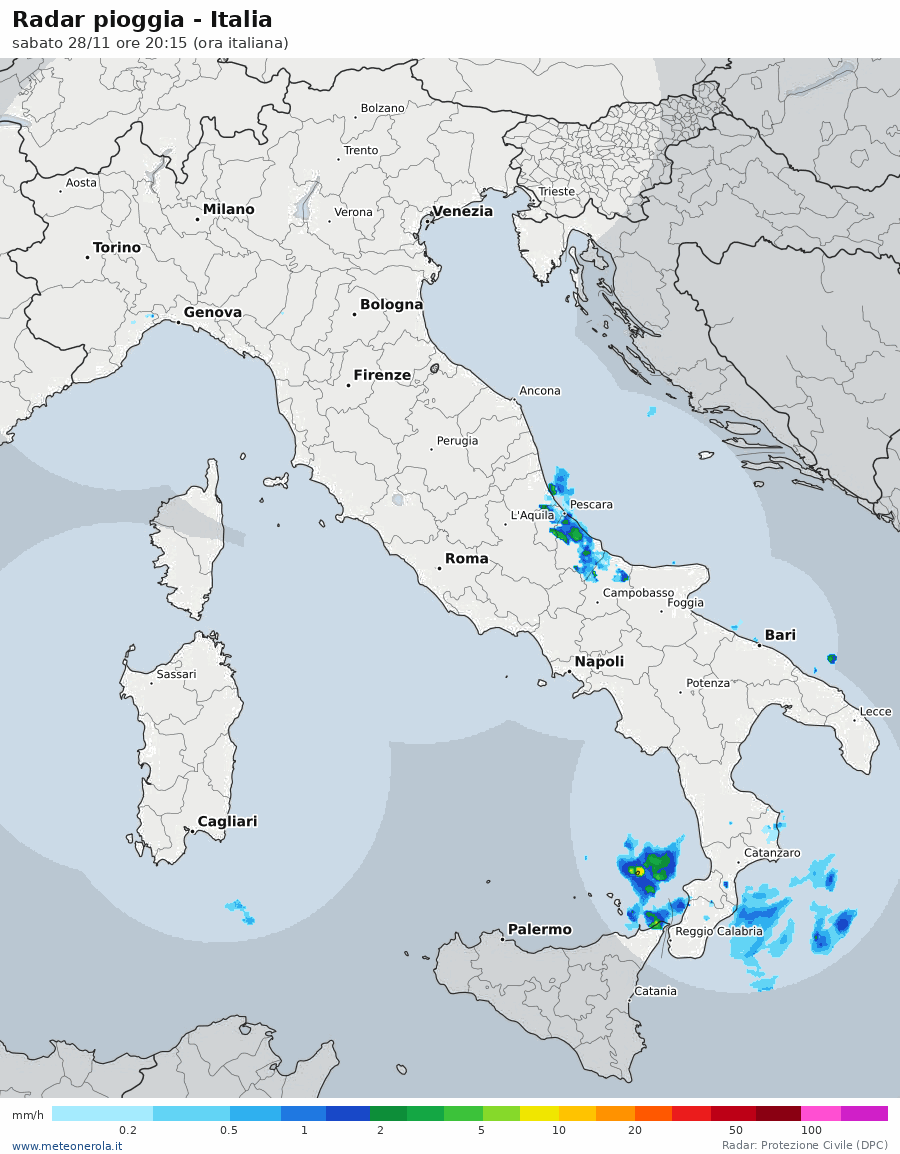 Radar pioggia - Italia
sabato 28/11 ore 20:15 (ora italiana)
Bolzano
Trento
Aosta
Trieste
Milano
Verona
Venezia
Torino
Bologna
Genova
Firenze
Ancona
Perugia
Pescara
L'Aquila
Roma
Campobasso
Foggia
Bari
Napoli
Sassari
Potenza
Lecce
Cagliari
Catanzaro
Palermo
Reggio Calabria
Catania
mm/h
0.2 0.5 1 2 5 10 20 50 100
www.meteonerola.it
Radar: Protezione Civile (DPC)